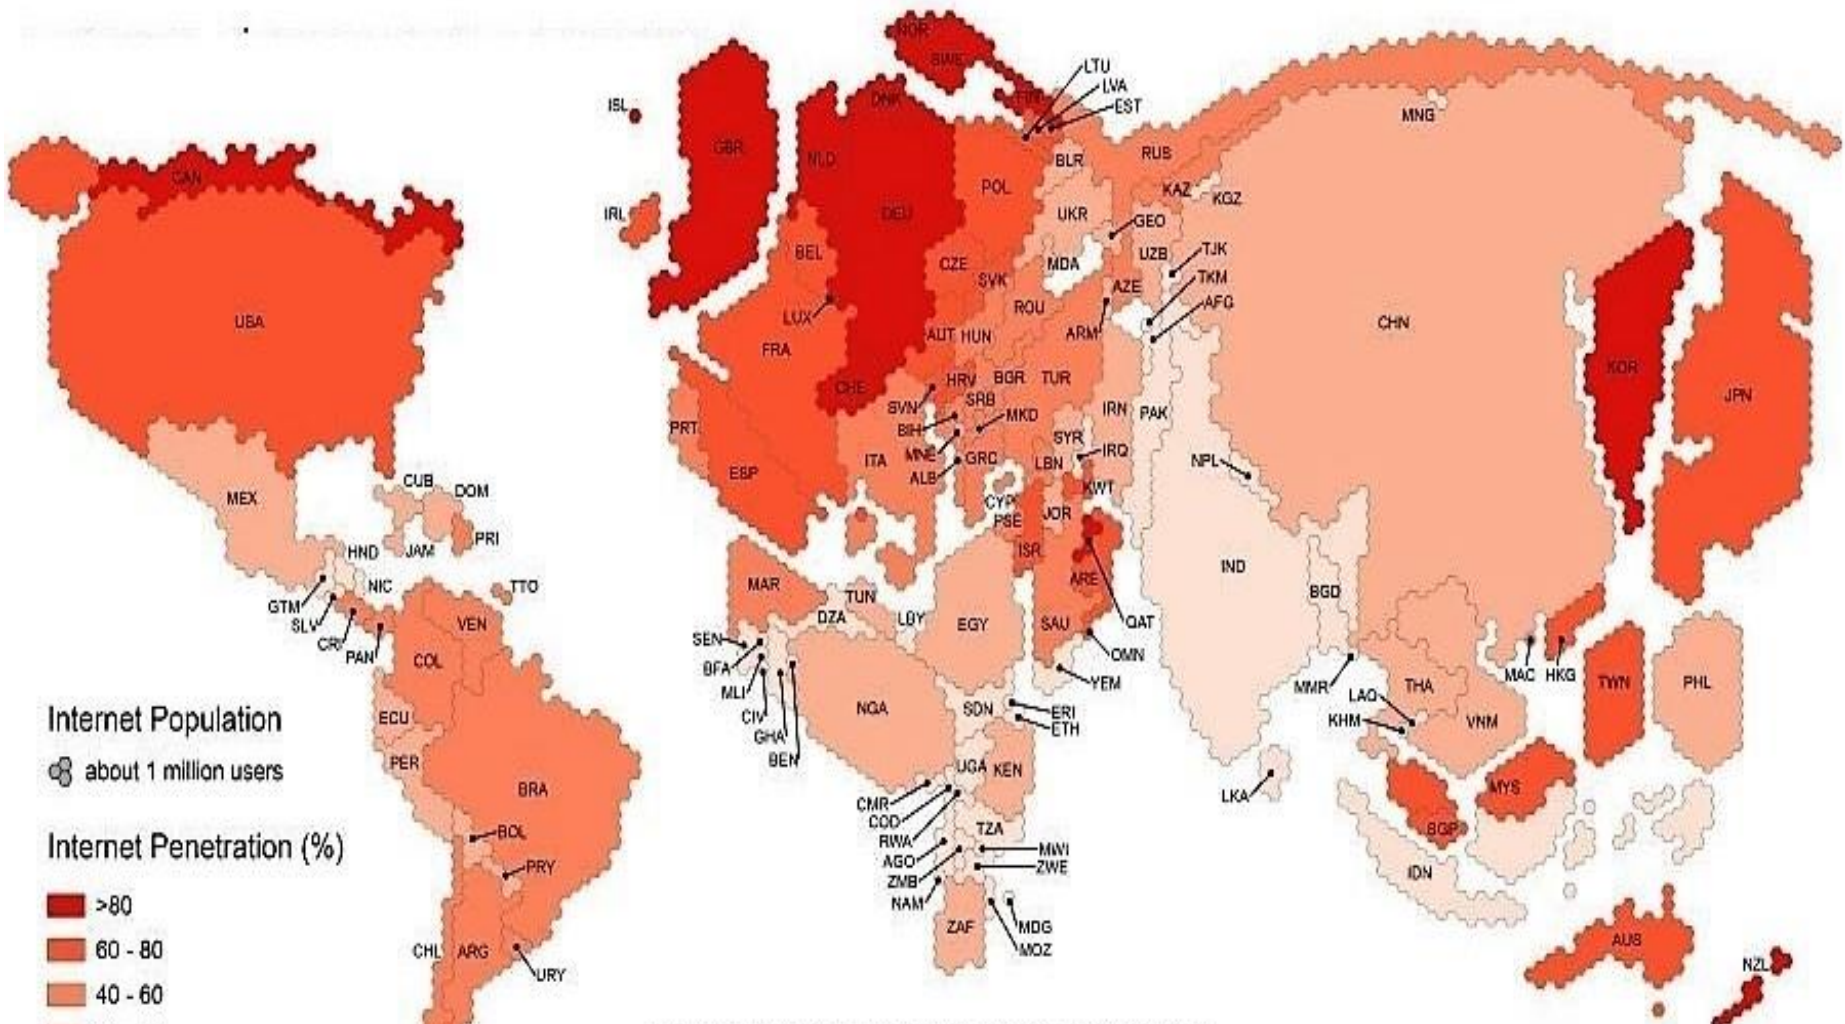 NOR
SWE
FIN
LTU
LVA
EST
DNK
ISL
GBR
NLD
MNG
CAN
RUS
BLR
POL
DEU
KAZ
KGZ
IRL
UKR
GEO
BEL
UZB
TJK
MDA
CZE
SVK
TKM
AZE
AFG
ROU
LUX
USA
CHN
AUT
HUN
ARM
FRA
KOR
CHE
HRV
BGR
TUR
JPN
SVN
SRB
MKD
IRN
PAK
PRT
BIH
SYR
MNE
GRC
IRQ
ITA
LBN
NPL
ESP
ALB
CUB
KWT
MEX
DOM
CYP
PSE
JOR
PRI
HND
JAM
ISR
IND
NIC
TTO
MAR
ARE
GTM
TUN
BGD
SLV
DZA
LBY
VEN
EGY
SAU
QAT
CRI
SEN
PAN
OMN
COL
BFA
MAC
HKG
MLI
YEM
MMR
THA
TWN
PHL
LAO
NGA
SDN
ERI
ECU
CIV
KHM
VNM
Internet Population
ETH
GHA
BEN
PER
UGA
KEN
about 1 million users
BRA
MYS
LKA
CMR
COD
BOL
TZA
SGP
RWA
Internet Penetration (%)
MWI
AGO
PRY
ZWE
ZMB
IDN
NAM
>80
ZAF
MDG
AUS
60 - 80
CHL
ARG
MOZ
NZL
URY
40 - 60